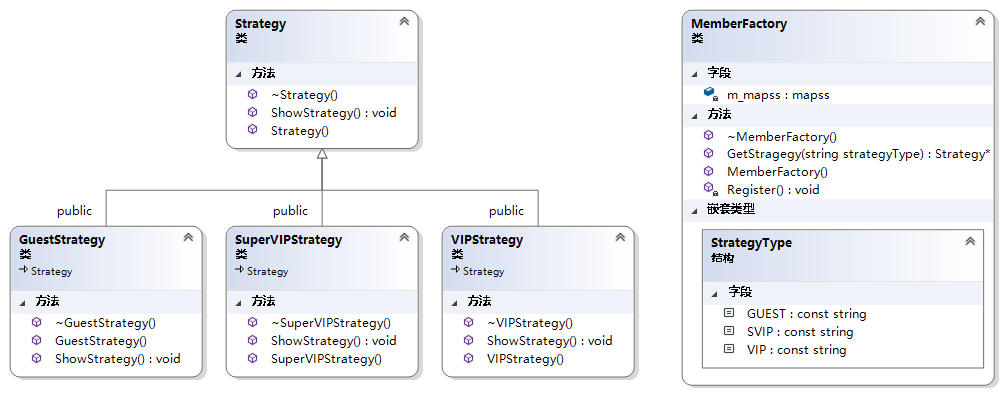 Strategy
类
方法
~Strategy()
ShowStrategy() : void
Strategy()
public
public
public
GuestStrategy
类
Strategy
方法
~GuestStrategy()
GuestStrategy()
ShowStrategy() : void
SuperVIPStrategy
类
Strategy
方法
~SuperVIPStrategy()
ShowStrategy() : void
SuperVIPStrategy()
VIPStrategy
类
Strategy
方法
~VIPStrategy()
ShowStrategy() : void
VIPStrategy()
MemberFactory
类
字段
m_mapss : mapss
方法
~MemberFactory()
GetStragegy(string strategyType) : Strategy*
MemberFactory()
Register() : void
嵌套类型
StrategyType
结构
字段
GUEST : const string
SVIP : const string
VIP : const string